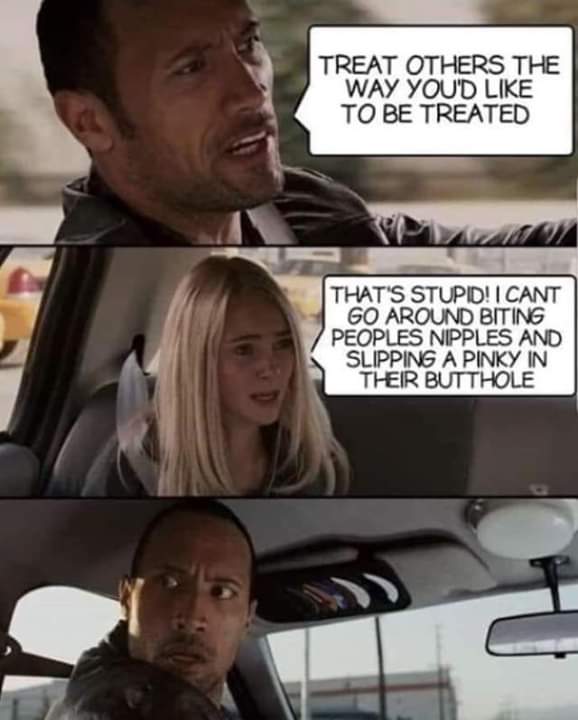 TREAT OTHERS THE
WAY YOU'D LIKE
TO BE TREATED
THAT'S STUPID! I CANT
GO AROUND BITING
PEOPLES NIPPLES AND
SLIPPING A PINKY IN
THEIR BUTTHOLE